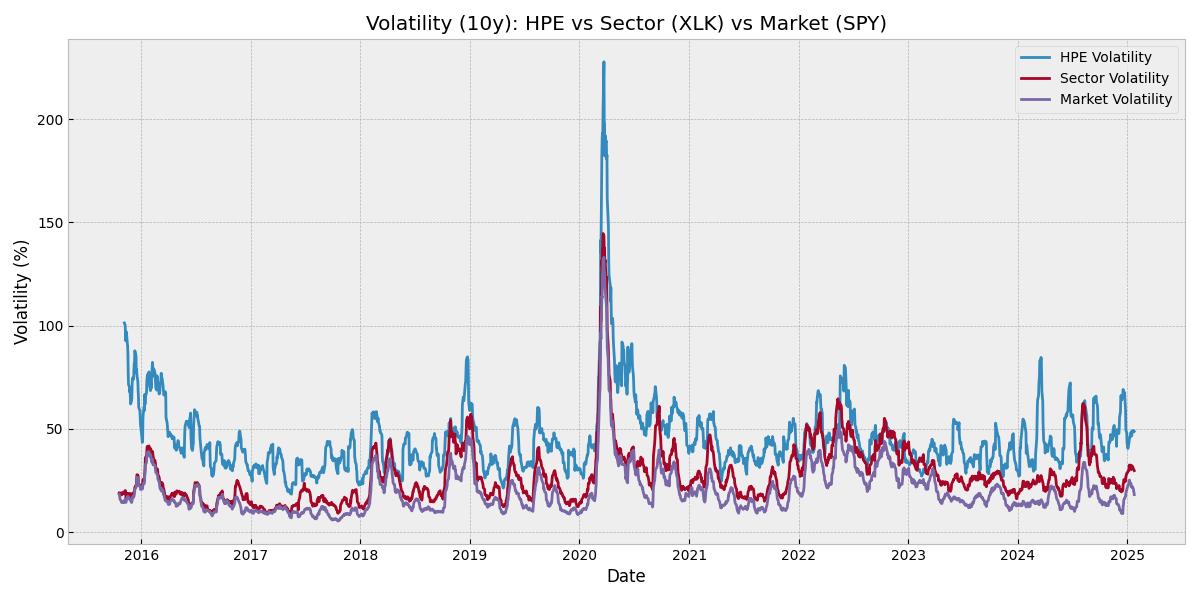 Volatility (10y): HPE vs Sector (XLK) vs Market (SPY)
HPE Volatility
Sector Volatility
Market Volatility
Volatility (%)
200
150
100
50
0
2016 2017 2018 2019 2020 2021 2022 2023 2024 2025
Date